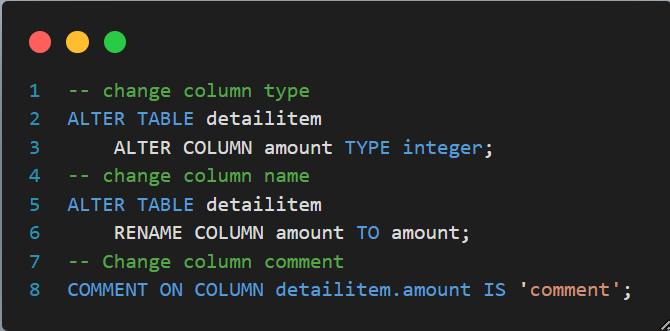 1 -- change column type
2 ALTER TABLE detailitem
3     ALTER COLUMN amount TYPE integer;
4 -- change column name
5 ALTER TABLE detailitem
6     RENAME COLUMN amount TO amount;
7 -- Change column comment
8 COMMENT ON COLUMN detailitem.amount IS 'comment';